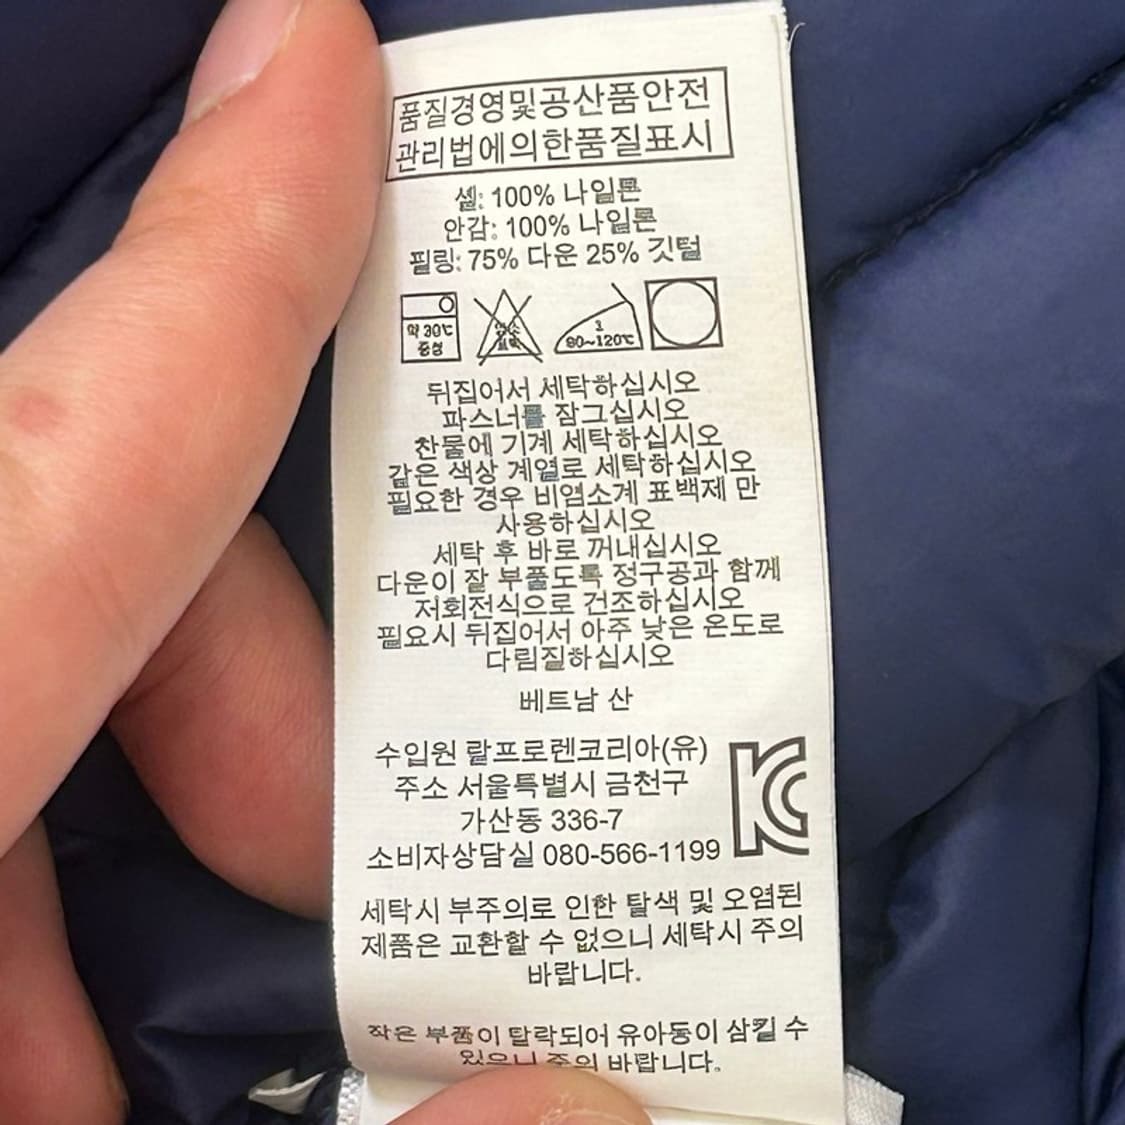 품질경영및공산품안전
관리법에의한품질표시
셸: 100% 나일론
안감: 100% 나일론
필링: 75% 다운 25% 깃털
약 30℃
중성
염소
표백
3
80~120℃
뒤집어서 세탁하십시오
파스너를 잠그십시오
찬물에 기계 세탁하십시오
같은 색상 계열로 세탁하십시오
필요한 경우 비염소계 표백제 만
사용하십시오
세탁 후 바로 꺼내십시오
다운이 잘 부풀도록 정구공과 함께
저회전식으로 건조하십시오
필요시 뒤집어서 아주 낮은 온도로
다림질하십시오
베트남 산
수입원 랄프로렌코리아(유)
주소 서울특별시 금천구
가산동 336-7
소비자상담실 080-566-1199
세탁시 부주의로 인한 탈색 및 오염된
제품은 교환할 수 없으니 세탁시 주의
바랍니다.
작은 부품이 탈락되어 유아동이 삼킬 수
있으니 주의 바랍니다.